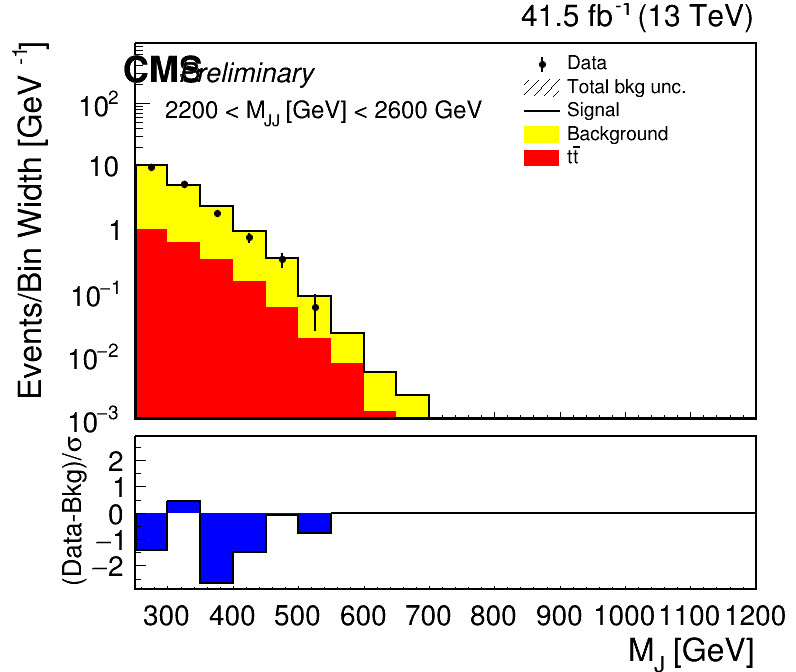 41.5 fb⁻¹ (13 TeV)
CMS Preliminary
2200 < M_JJ [GeV] < 2600 GeV
Data
Total bkg unc.
Signal
Background
tt̄
Events/Bin Width [GeV⁻¹]
10²
10
1
10⁻¹
10⁻²
10⁻³
(Data-Bkg)/σ
2
1
0
−1
−2
300 400 500 600 700 800 900 1000 1100 1200
M_J [GeV]